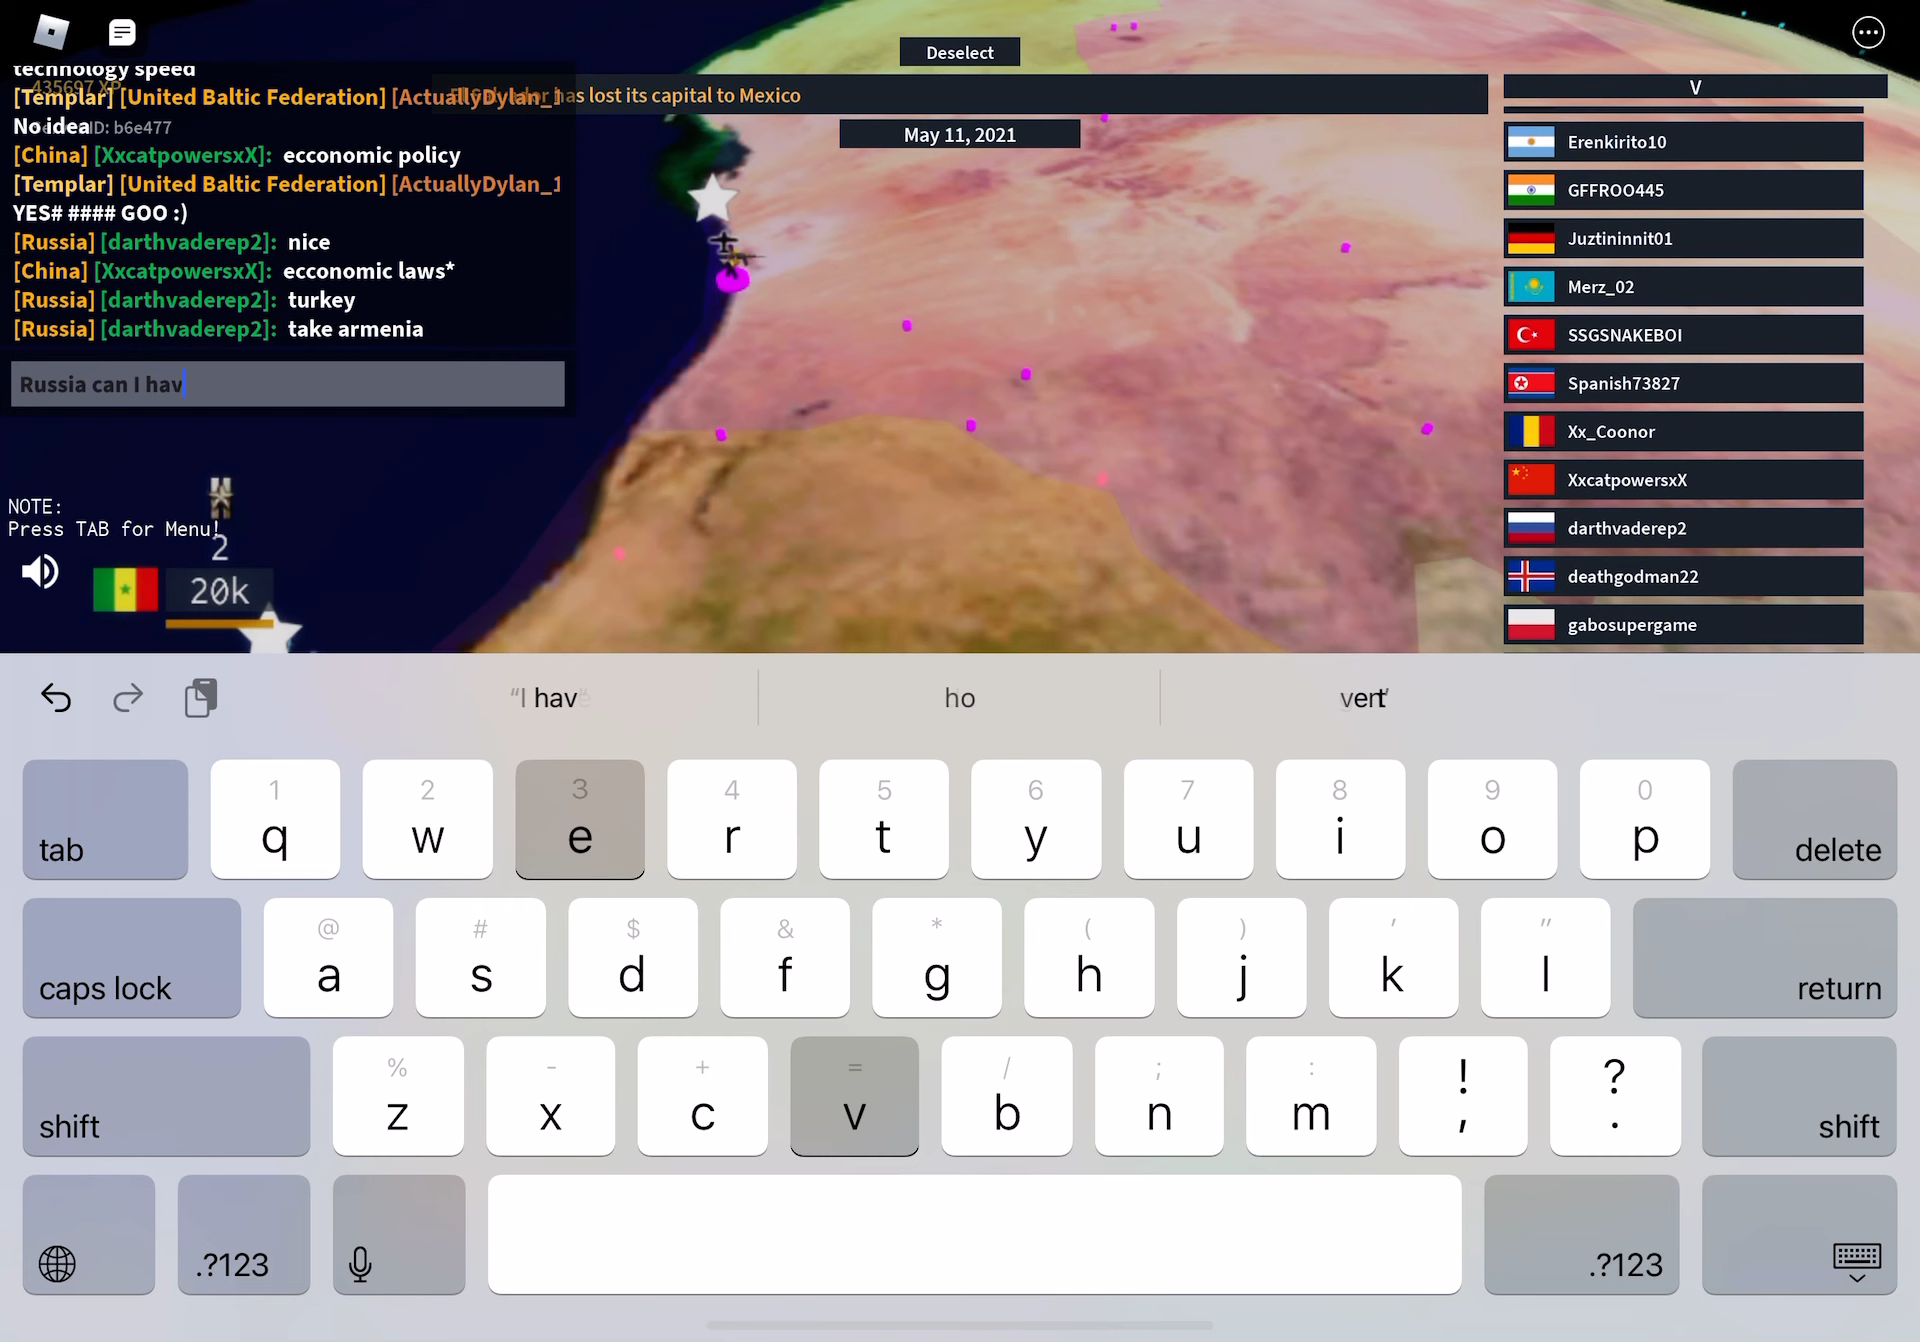 technology speed
435697 XP
[Templar] [United Baltic Federation] [ActuallyDylan_1
has lost its capital to Mexico
No idea
ID: b6e477
[China] [XxcatpowersxX]: ecconomic policy
[Templar] [United Baltic Federation] [ActuallyDylan_1
YES# #### GOO :)
[Russia] [darthvaderep2]: nice
[China] [XxcatpowersxX]: ecconomic laws*
[Russia] [darthvaderep2]: turkey
[Russia] [darthvaderep2]: take armenia
Russia can I hav
Deselect
May 11, 2021
V
Erenkirito10
GFFROO445
Juztininnit01
Merz_02
SSGSNAKEBOI
Spanish73827
Xx_Coonor
XxcatpowersxX
darthvaderep2
deathgodman22
gabosupergame
NOTE:
Press TAB for Menu!
2
20k
“I hav
ho
1 2 3 4 5 6 7 8 9 0
tab q w e r t y u i o p delete
@ # $ & * ( ) ' "
caps lock a s d f g h j k l return
% - + = / ; : ! ?
shift z x c v b n m , . shift
.?123 .?123